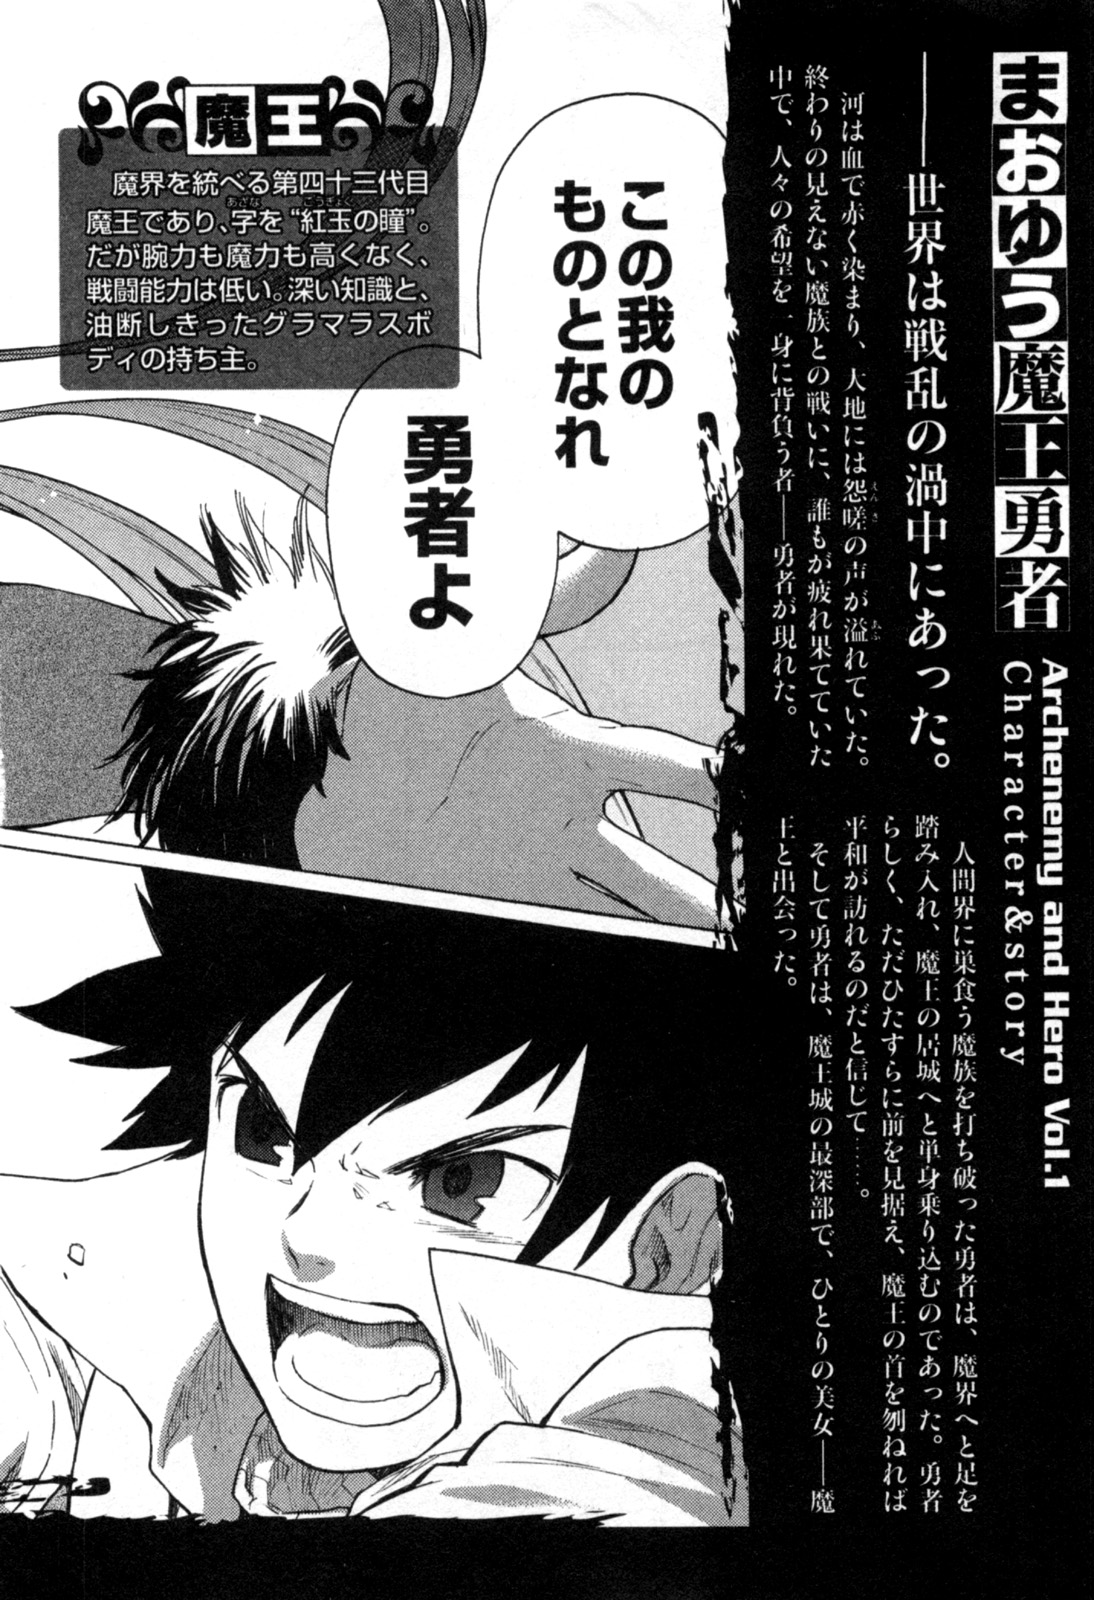 まおゆう魔王勇者
Archenemy and Hero Vol.1
Character&story
――世界は戦乱の渦中にあった。
河は血で赤く染まり、大地には怨嗟の声が溢れていた。
終わりの見えない魔族との戦いに、誰もが疲れ果てていた
中で、人々の希望を一身に背負う者――勇者が現れた。
人間界に巣食う魔族を打ち破った勇者は、魔界へと足を
踏み入れ、魔王の居城へと単身乗り込むのであった。勇者
らしく、ただひたすらに前を見据え、魔王の首を刎ねれば
平和が訪れるのだと信じて……。
そして勇者は、魔王城の最深部で、ひとりの美女――魔
王と出会った。
この我の
ものとなれ
勇者よ
魔王
魔界を統べる第四十三代目
魔王であり、字を“紅玉の瞳”。
だが腕力も魔力も高くなく、
戦闘能力は低い。深い知識と、
油断しきったグラマラスボ
ディの持ち主。